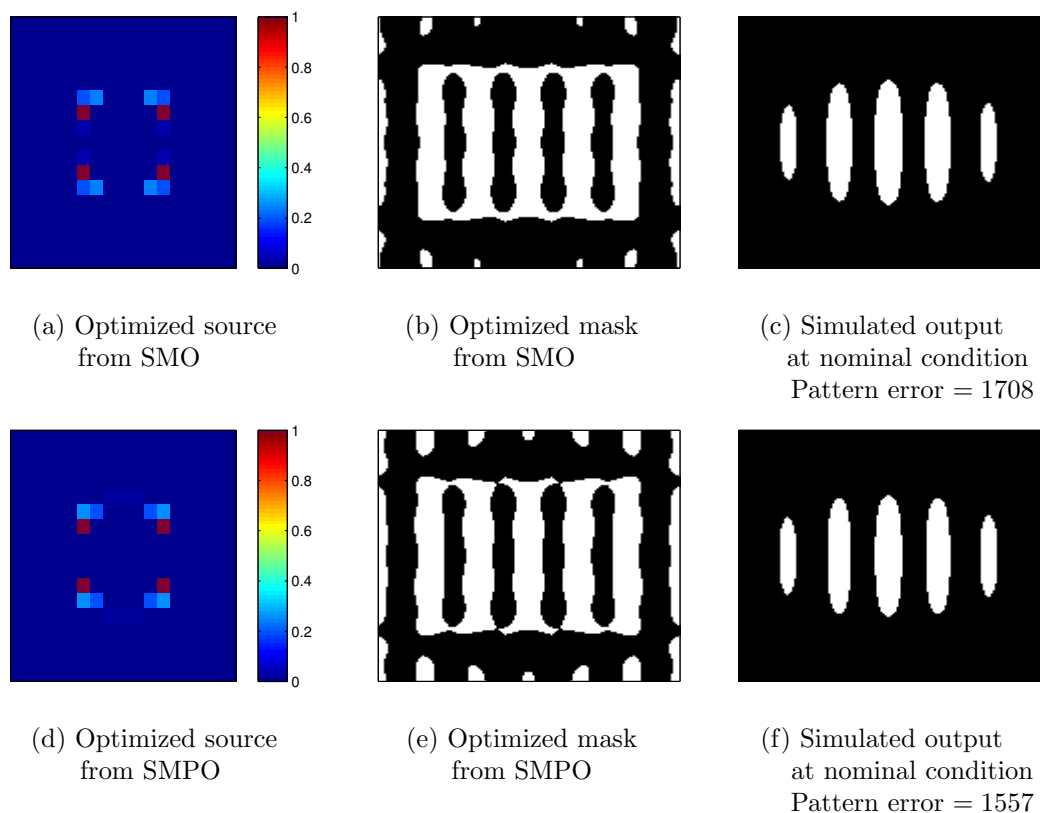 1
0.8
0.6
0.4
0.2
0
(a) Optimized source
from SMO
(b) Optimized mask
from SMO
(c) Simulated output
at nominal condition
Pattern error = 1708
1
0.8
0.6
0.4
0.2
0
(d) Optimized source
from SMPO
(e) Optimized mask
from SMPO
(f) Simulated output
at nominal condition
Pattern error = 1557